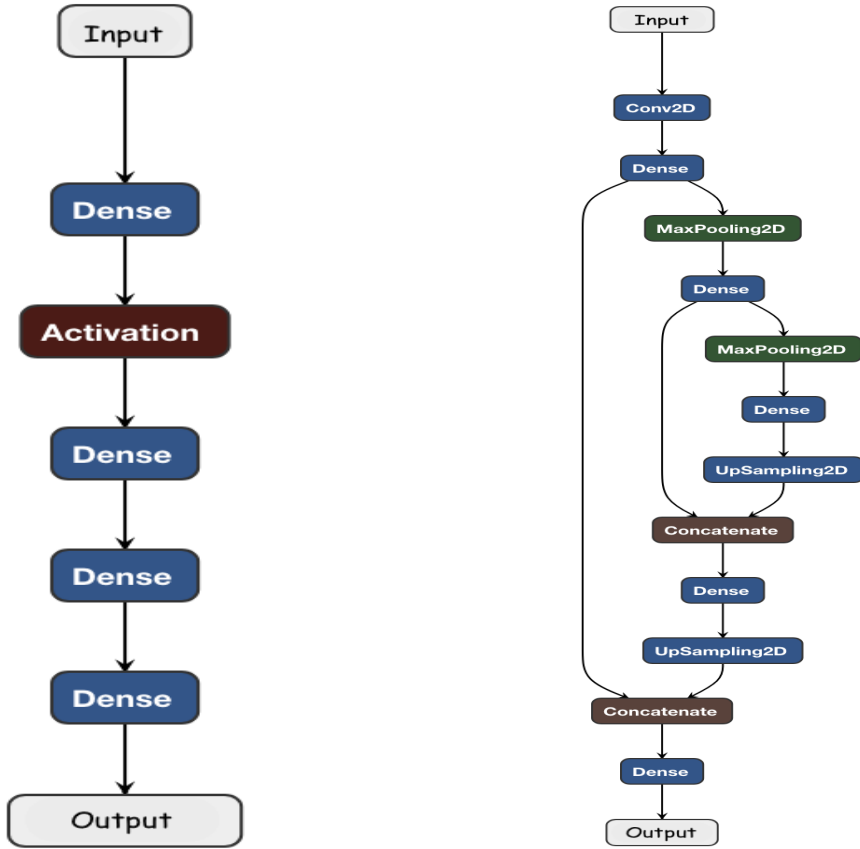 Input
Dense
Activation
Dense
Dense
Dense
Output
Input
Conv2D
Dense
MaxPooling2D
Dense
MaxPooling2D
Dense
UpSampling2D
Concatenate
Dense
UpSampling2D
Concatenate
Dense
Output